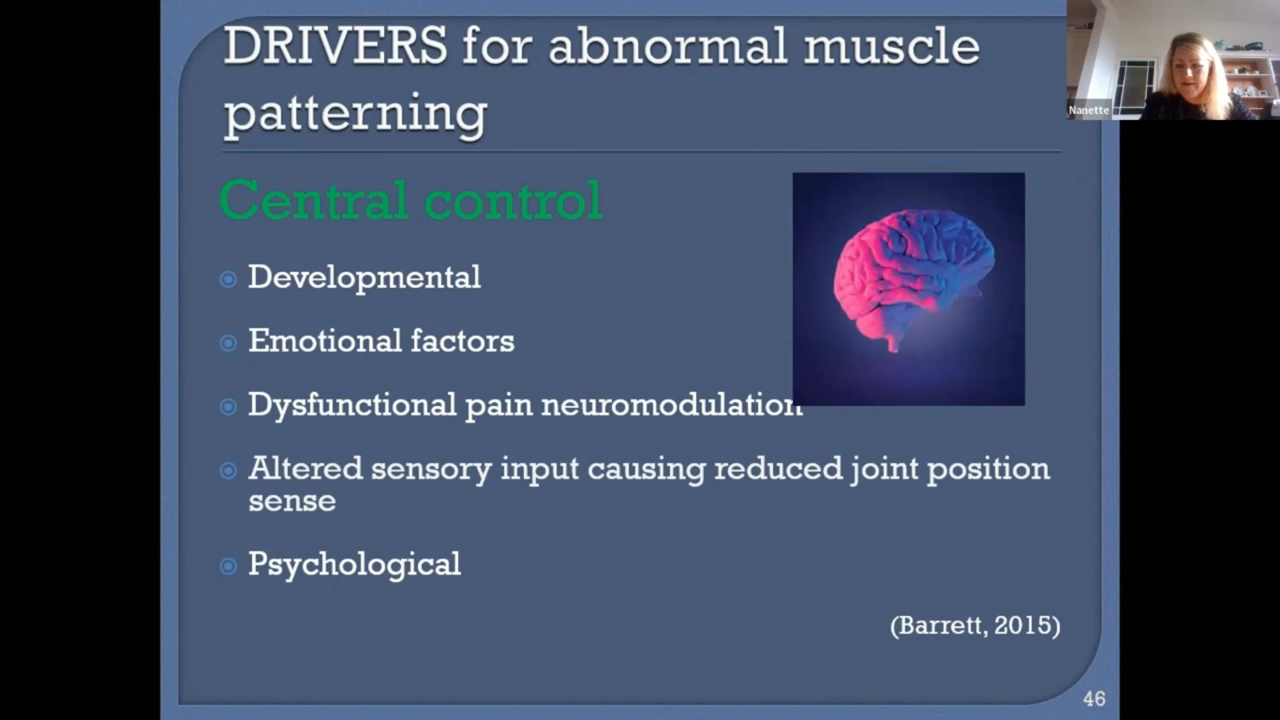 DRIVERS for abnormal muscle
patterning
Nanette
Central control
Developmental
Emotional factors
Dysfunctional pain neuromodulation
Altered sensory input causing reduced joint position
sense
Psychological
(Barrett, 2015)
46